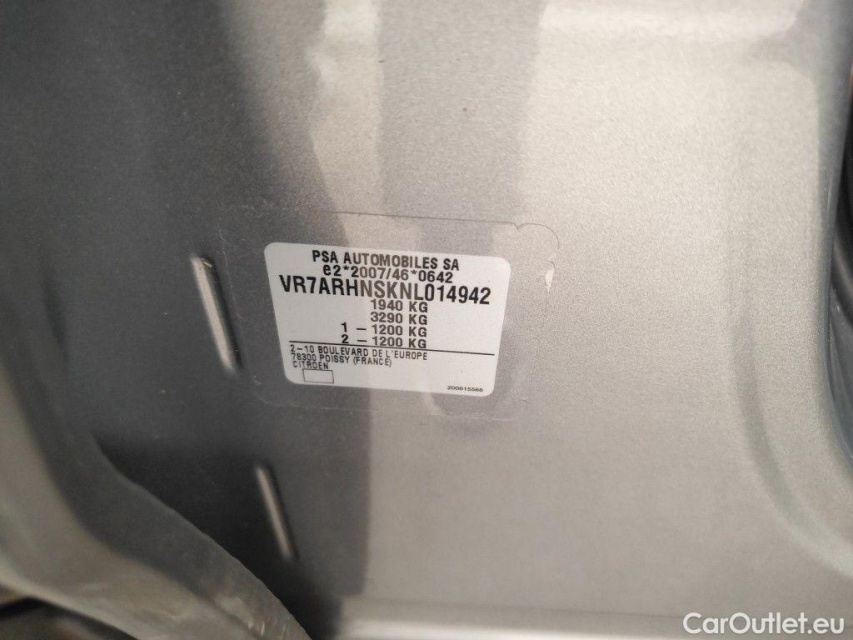 PSA AUTOMOBILES SA
e2*2007/46*0642
VR7ARHNSKNL014942
1940 KG
3290 KG
1 - 1200 KG
2 - 1200 KG
2-10 BOULEVARD DE L'EUROPE
78300 POISSY (FRANCE)
CITROEN
200615566
CarOutlet.eu